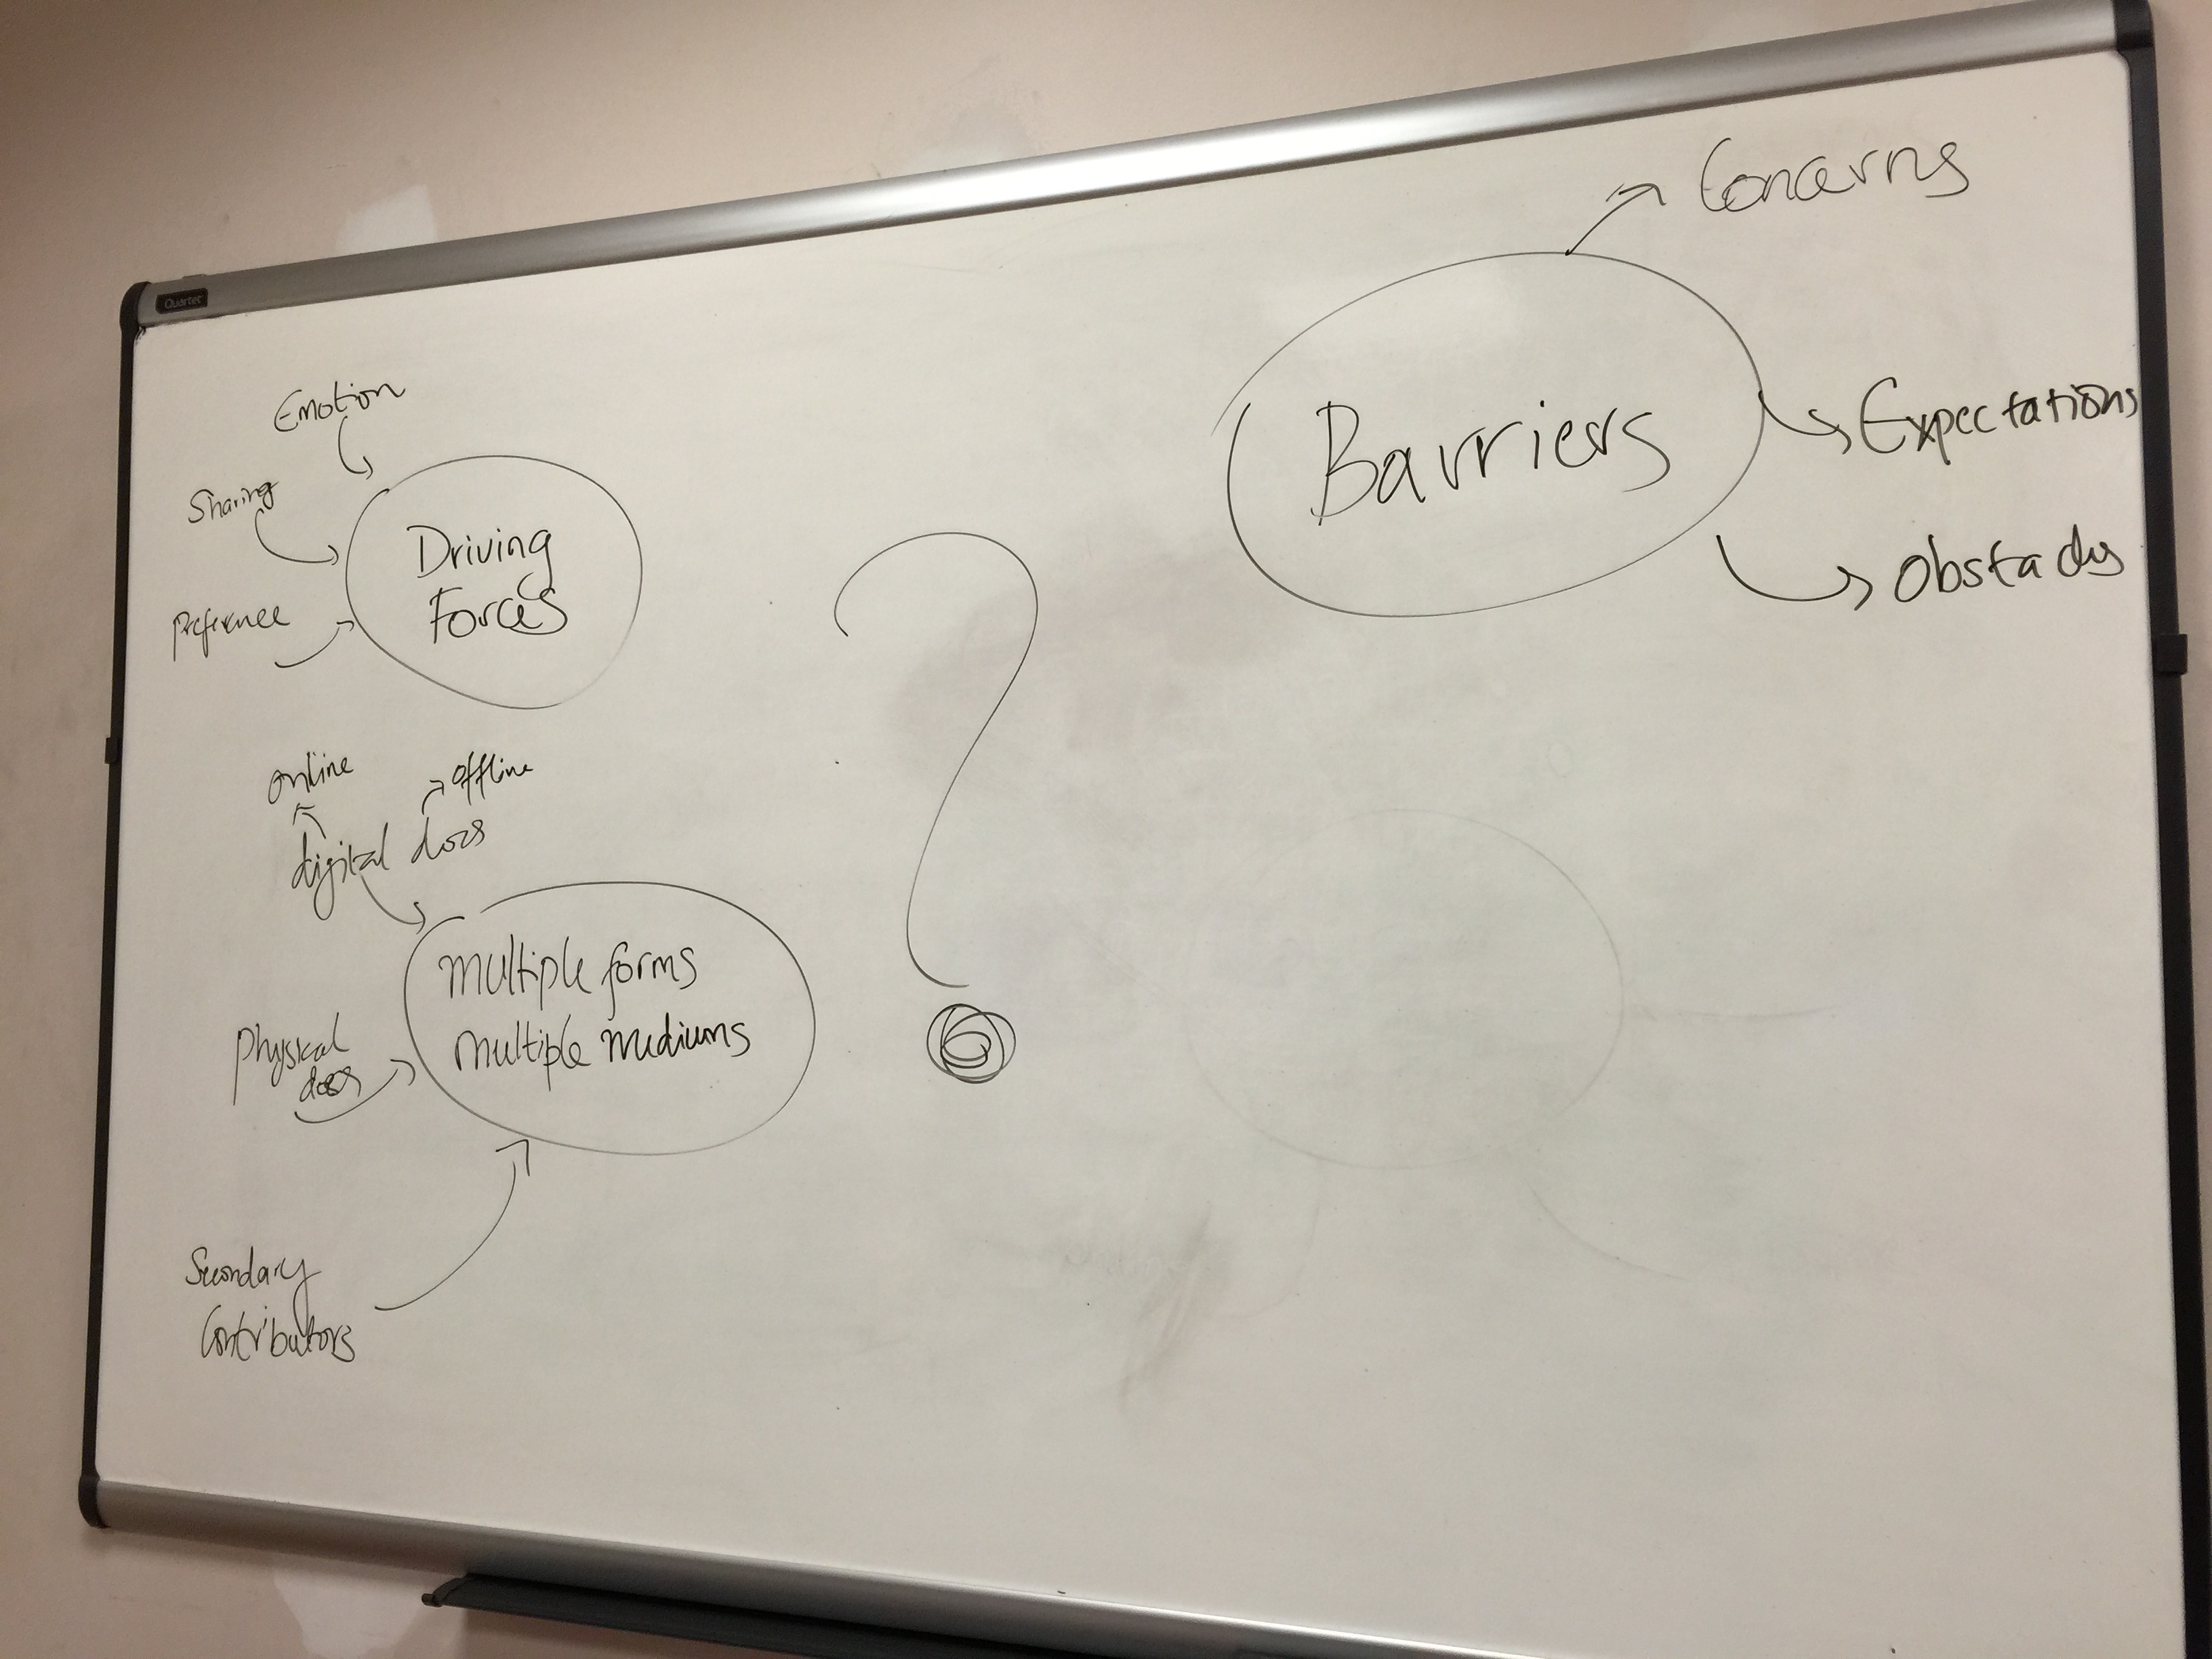 Quartet
Concerns
Emotion
Sharing
Preference
Driving
Forces
Barriers
Expectations
Obstacles
?
online
offline
digital docs
multiple forms
multiple mediums
Physical
docs
Secondary
Contributors